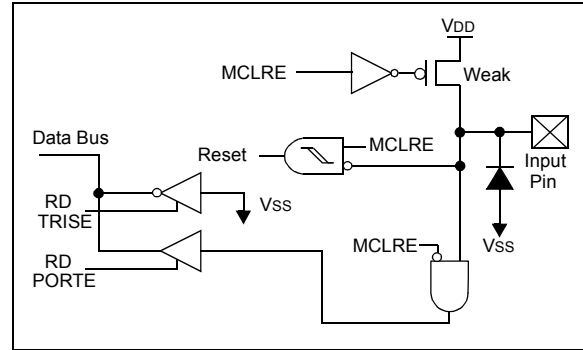 VDD
MCLRE
Weak
Data Bus
MCLRE
Reset
Input
Pin
RD
TRISE
VSS
VSS
MCLRE
RD
PORTE